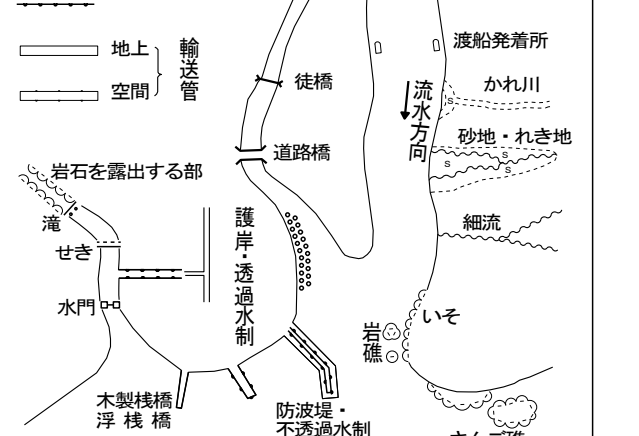 地上
空間
輸送管
徒橋
道路橋
渡船発着所
流水方向
かれ川
砂地・れき地
s
s
s
s
細流
岩石を露出する部
滝
せき
水門
護岸・透過水制
いそ
岩礁
木製桟橋
浮桟橋
防波堤・
不透過水制